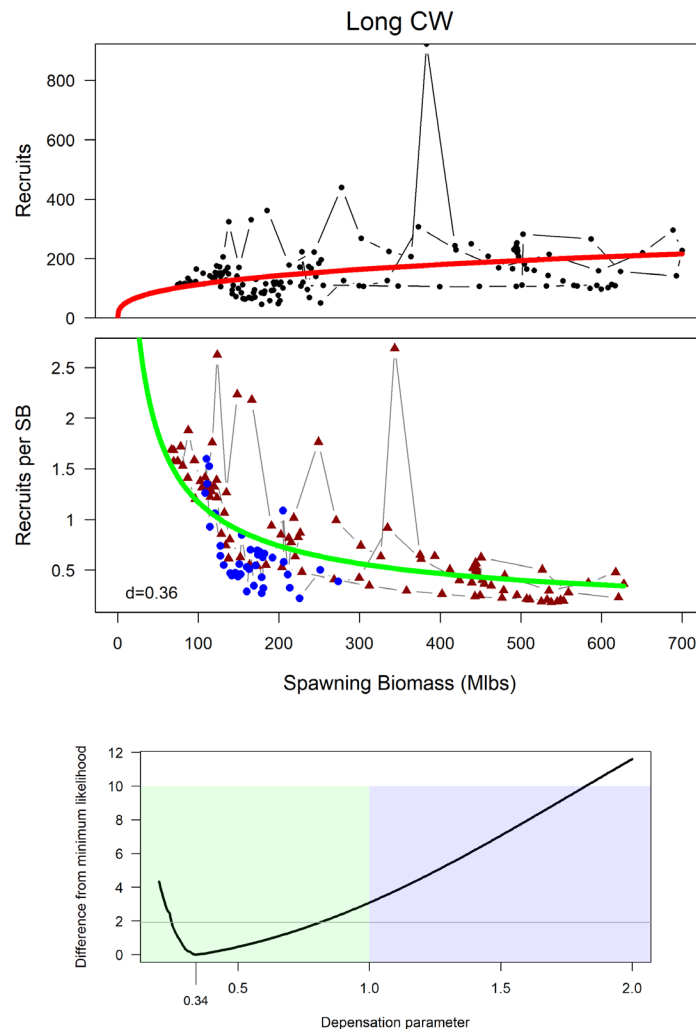 Long CW
Recruits
800
600
400
200
0
Recruits per SB
2.5
2
1.5
1
0.5
d=0.36
0 100 200 300 400 500 600 700
Spawning Biomass (Mlbs)
Difference from minimum likelihood
12
10
8
6
4
2
0
0.34 0.5 1.0 1.5 2.0
Depensation parameter